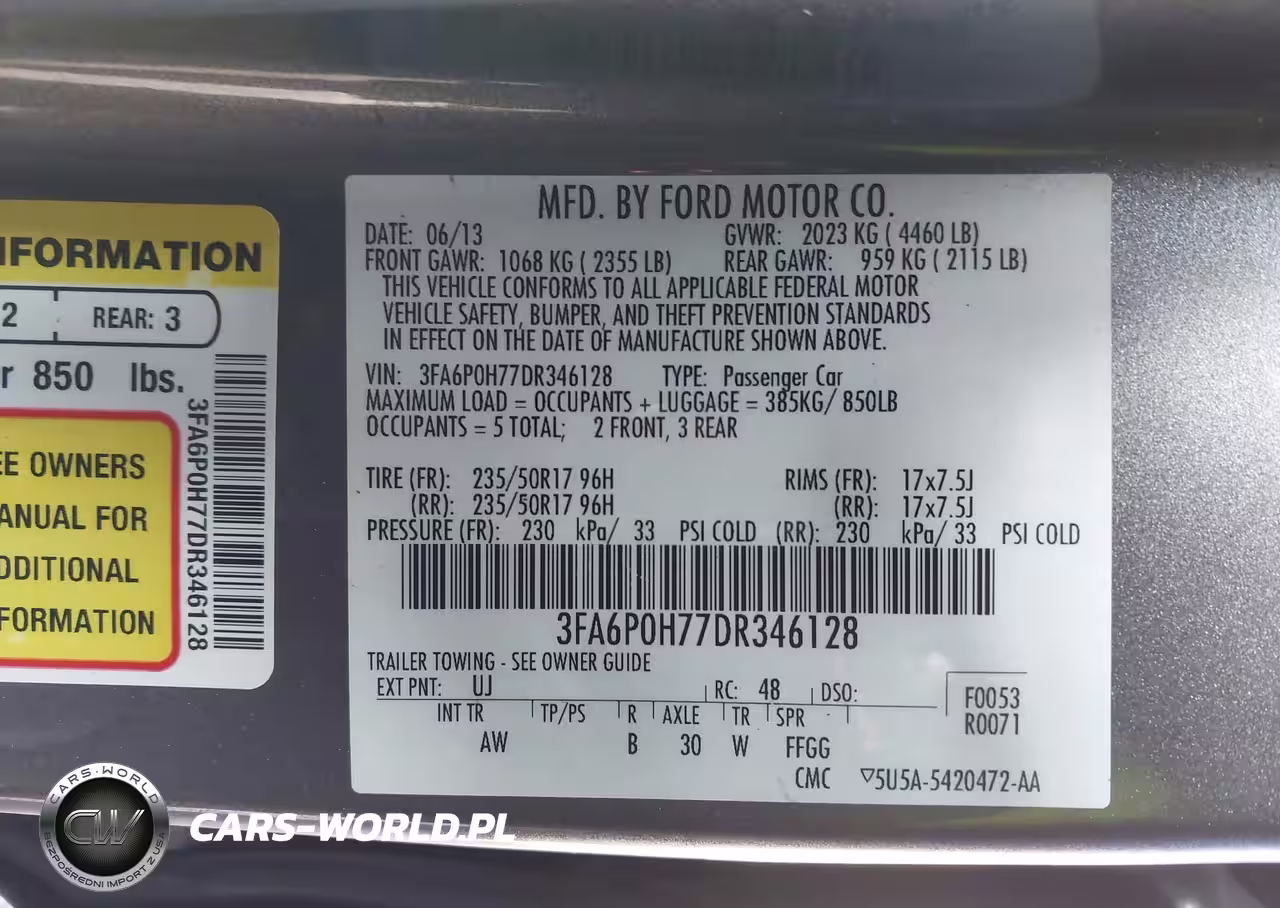 MFD. BY FORD MOTOR CO.
DATE: 06/13 GVWR: 2023 KG ( 4460 LB)
FRONT GAWR: 1068 KG ( 2355 LB) REAR GAWR: 959 KG ( 2115 LB)
THIS VEHICLE CONFORMS TO ALL APPLICABLE FEDERAL MOTOR
VEHICLE SAFETY, BUMPER, AND THEFT PREVENTION STANDARDS
IN EFFECT ON THE DATE OF MANUFACTURE SHOWN ABOVE.
VIN: 3FA6P0H77DR346128 TYPE: Passenger Car
MAXIMUM LOAD = OCCUPANTS + LUGGAGE = 385KG/ 850LB
OCCUPANTS = 5 TOTAL; 2 FRONT, 3 REAR
TIRE (FR): 235/50R17 96H RIMS (FR): 17x7.5J
(RR): 235/50R17 96H (RR): 17x7.5J
PRESSURE (FR): 230 kPa/ 33 PSI COLD (RR): 230 kPa/ 33 PSI COLD
3FA6P0H77DR346128
TRAILER TOWING - SEE OWNER GUIDE
EXT PNT: UJ RC: 48 DSO:
F0053
R0071
INT TR TP/PS R AXLE TR SPR
AW B 30 W FFGG
CMC ▽5U5A-5420472-AA
NFORMATION
2 REAR: 3
r 850 lbs.
EE OWNERS
ANUAL FOR
DDITIONAL
FORMATION
3FA6P0H77DR346128
CARS-WORLD
CW
BEZPOŚREDNI IMPORT Z USA
CARS-WORLD.PL